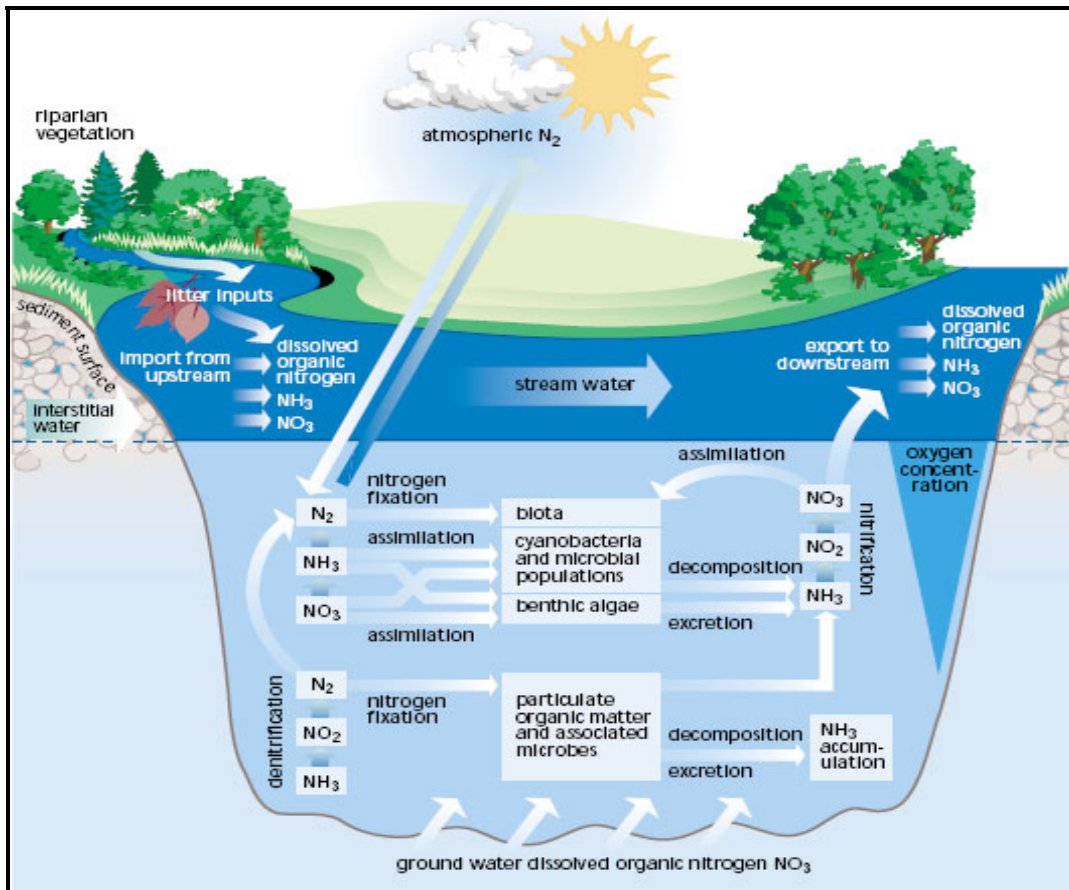 riparian
vegetation
atmospheric N₂
litter inputs
sediment surface
import from
upstream
dissolved
organic
nitrogen
NH₃
NO₃
interstitial
water
stream water
export to
downstream
dissolved
organic
nitrogen
NH₃
NO₃
oxygen
concent-
ration
assimilation
nitrogen
fixation
N₂
NH₃
NO₃
assimilation
assimilation
biota
cyanobacteria
and microbial
populations
benthic algae
decomposition
excretion
NO₃
NO₂
NH₃
nitrification
denitrification
N₂
NO₂
NH₃
nitrogen
fixation
particulate
organic matter
and associated
microbes
decomposition
excretion
NH₃
accum-
ulation
ground water dissolved organic nitrogen NO₃